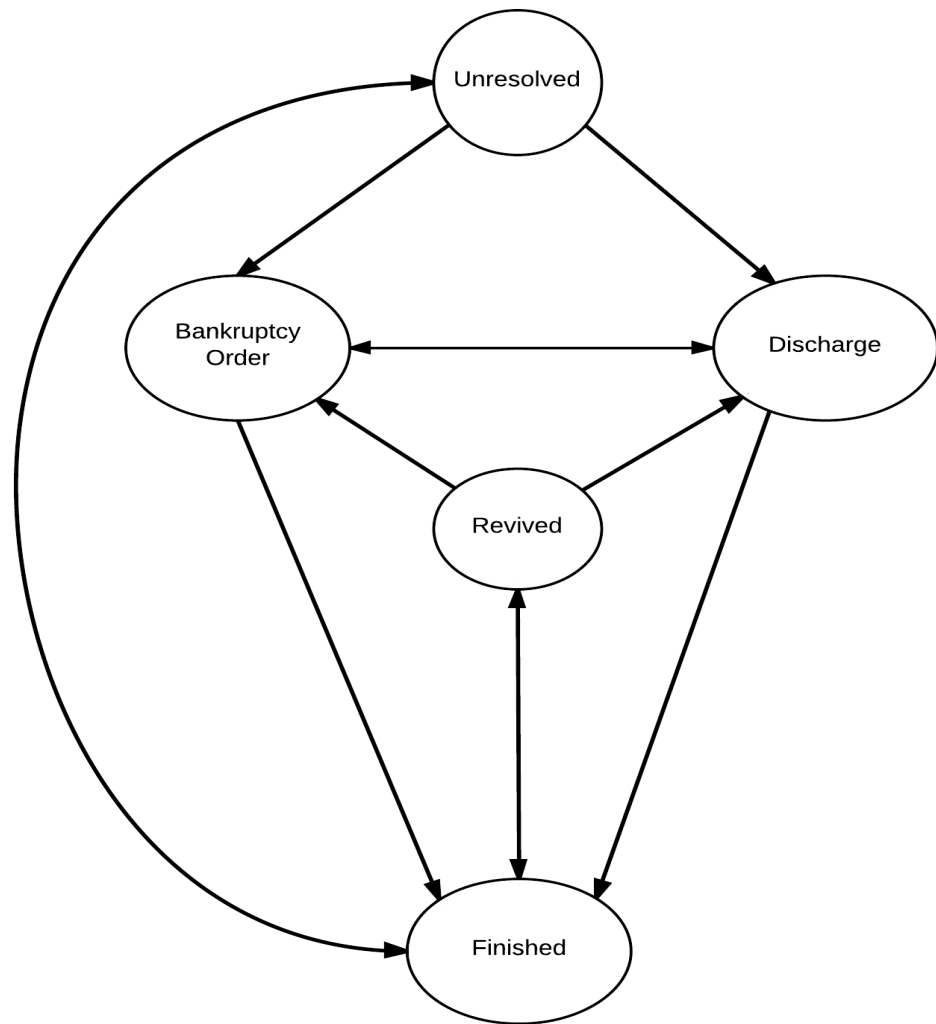 Unresolved
Bankruptcy
Order
Discharge
Revived
Finished